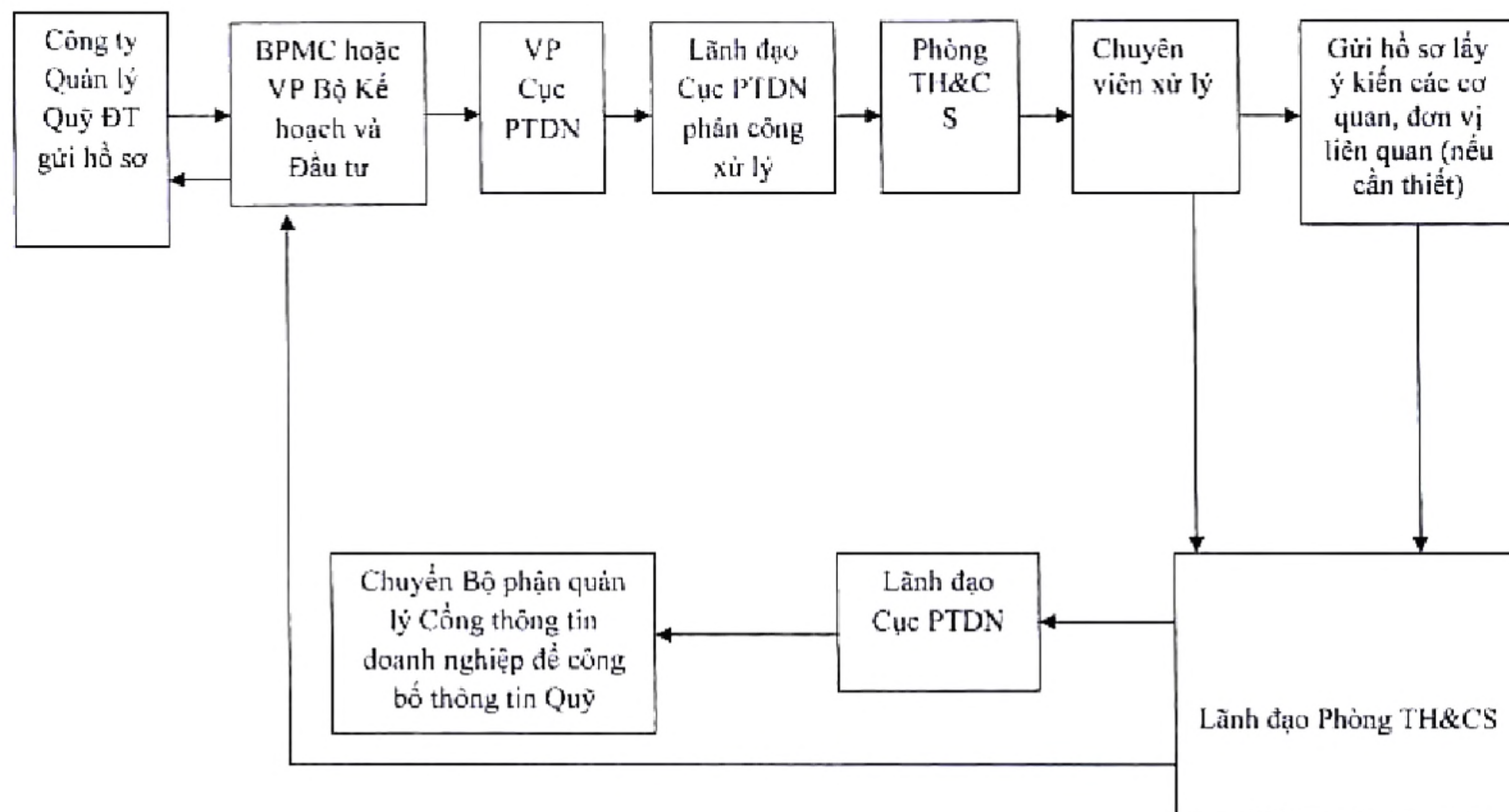 Công ty
Quản lý
Quỹ ĐT
gửi hồ sơ
BPMC hoặc
VP Bộ Kế
hoạch và
Đầu tư
VP
Cục
PTDN
Lãnh đạo
Cục PTDN
phân công
xử lý
Phòng
TH&C
S
Chuyên
viên xử lý
Gửi hồ sơ lấy
ý kiến các cơ
quan, đơn vị
liên quan (nếu
cần thiết)
Chuyển Bộ phận quản
lý Cổng thông tin
doanh nghiệp để công
bố thông tin Quỹ
Lãnh đạo
Cục PTDN
Lãnh đạo Phòng TH&CS